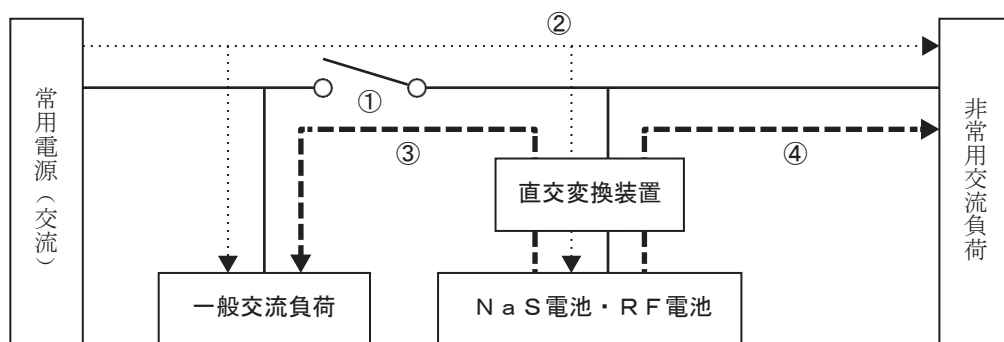 ②
常用電源（交流）
①
③
④
直交変換装置
一般交流負荷
ＮａＳ電池・ＲＦ電池
非常用交流負荷